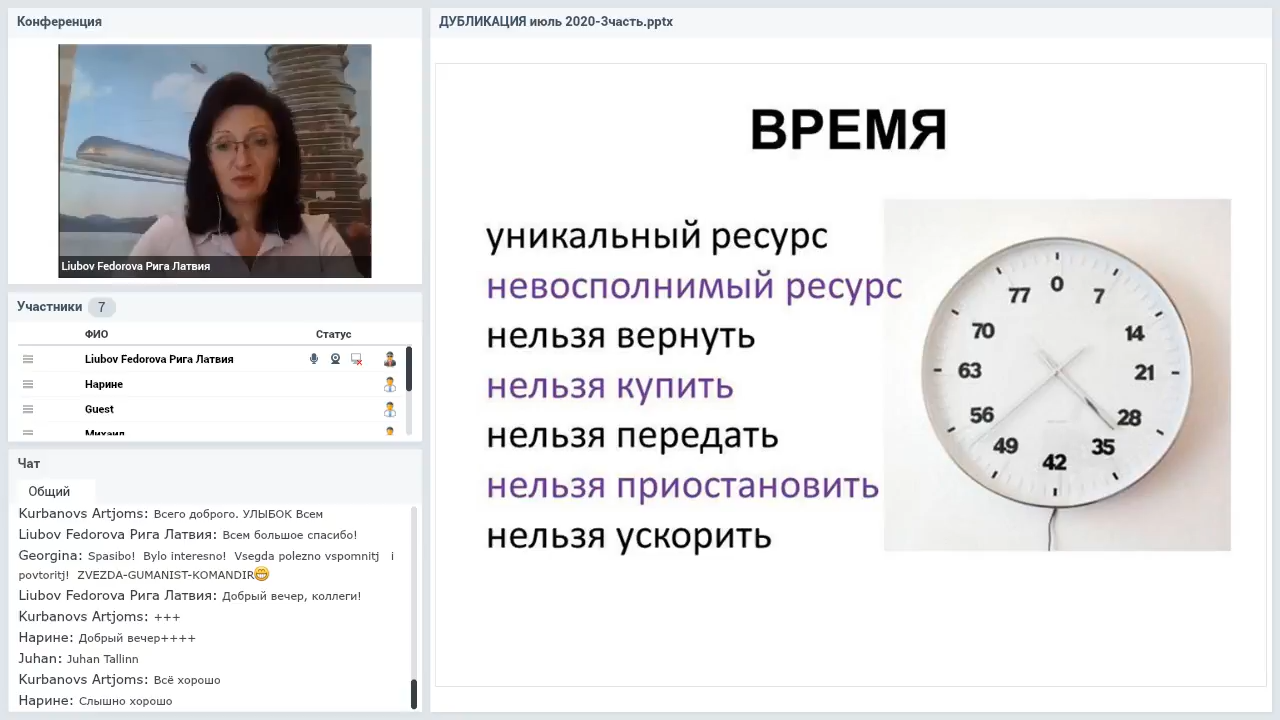 Конференция
Liubov Fedorova Рига Латвия
Участники 7
ФИО Статус
Liubov Fedorova Рига Латвия
Нарине
Guest
Михаил
Чат
Общий
Kurbanovs Artjoms: Всего доброго. УЛЫБОК Всем
Liubov Fedorova Рига Латвия: Всем большое спасибо!
Georgina: Spasibo! Bylo interesno! Vsegda polezno vspomnitj i
povtoritj! ZVEZDA-GUMANIST-KOMANDIR😁
Liubov Fedorova Рига Латвия: Добрый вечер, коллеги!
Kurbanovs Artjoms: +++
Нарине: Добрый вечер++++
Juhan: Juhan Tallinn
Kurbanovs Artjoms: Всё хорошо
Нарине: Слышно хорошо
ДУБЛИКАЦИЯ июль 2020-3часть.pptx
ВРЕМЯ
уникальный ресурс
невосполнимый ресурс
нельзя вернуть
нельзя купить
нельзя передать
нельзя приостановить
нельзя ускорить
0
7
14
21
28
35
42
49
56
63
70
77